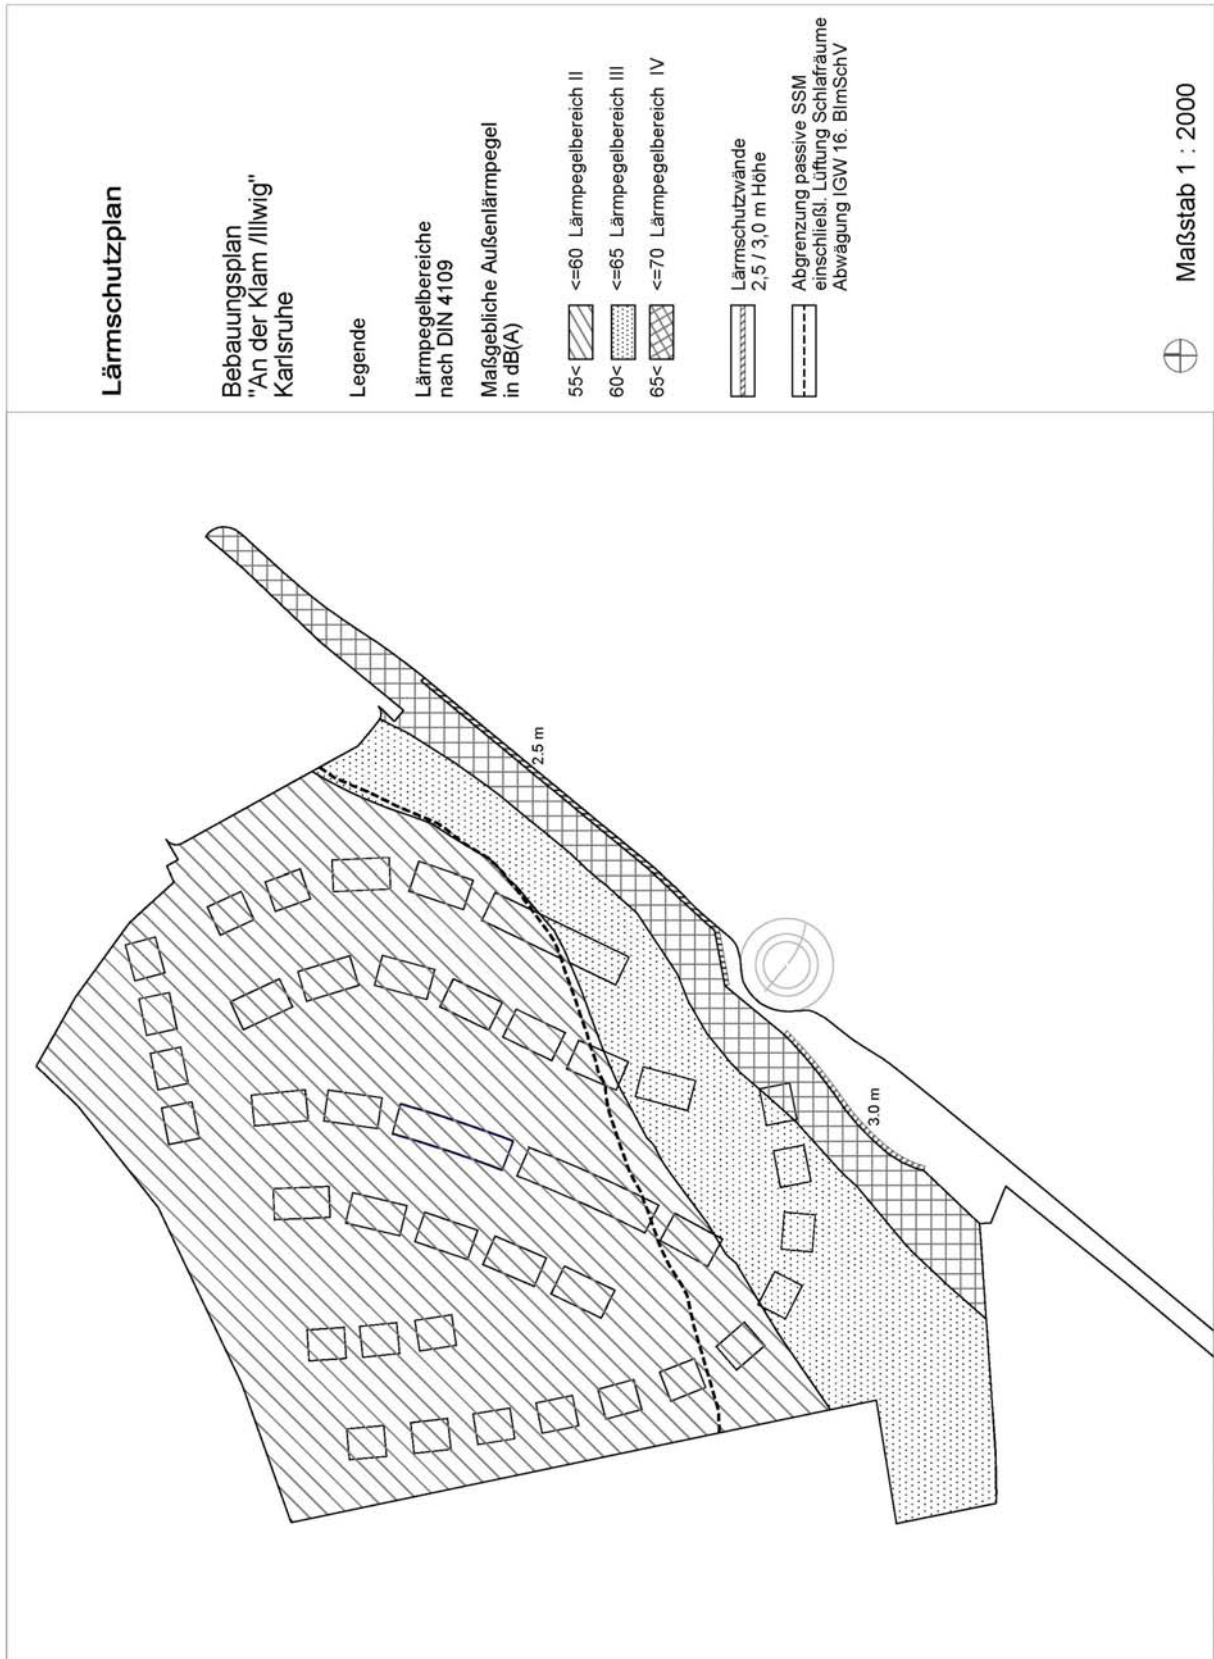 Lärmschutzplan
Bebauungsplan
"An der Klam /Illwig"
Karlsruhe
Legende
Lärmpegelbereiche
nach DIN 4109
Maßgebliche Außenlärmpegel
in dB(A)
55< <=60 Lärmpegelbereich II
60< <=65 Lärmpegelbereich III
65< <=70 Lärmpegelbereich IV
Lärmschutzwände
2,5 / 3,0 m Höhe
Abgrenzung passive SSM
einschließl. Lüftung Schlafräume
Abwägung IGW 16. BImSchV
Maßstab 1 : 2000
2.5 m
3.0 m